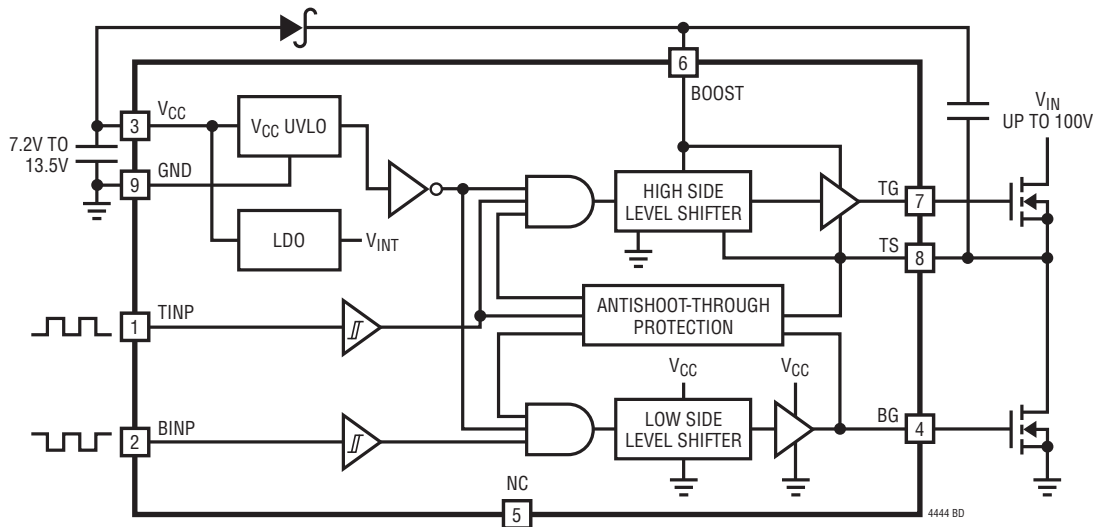 6
BOOST
V_CC
3
V_CC UVLO
7.2V TO
13.5V
V_IN
UP TO 100V
9
GND
HIGH SIDE
LEVEL SHIFTER
TG
7
LDO
V_INT
TS
8
ANTISHOOT-THROUGH
PROTECTION
TINP
1
V_CC
V_CC
LOW SIDE
LEVEL SHIFTER
BG
4
BINP
2
NC
5
4444 BD